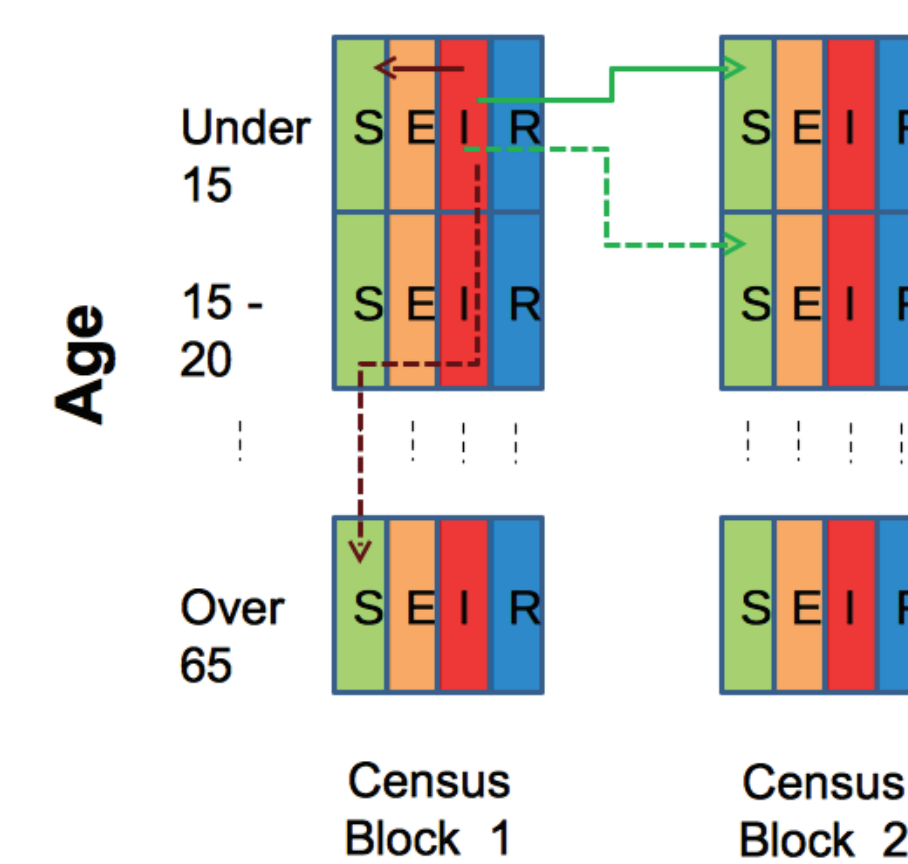 Under
15
S E I R
S E I
15 -
20
S E I R
S E I
Age
Over
65
S E I R
S E I
Census
Block 1
Census
Block 2